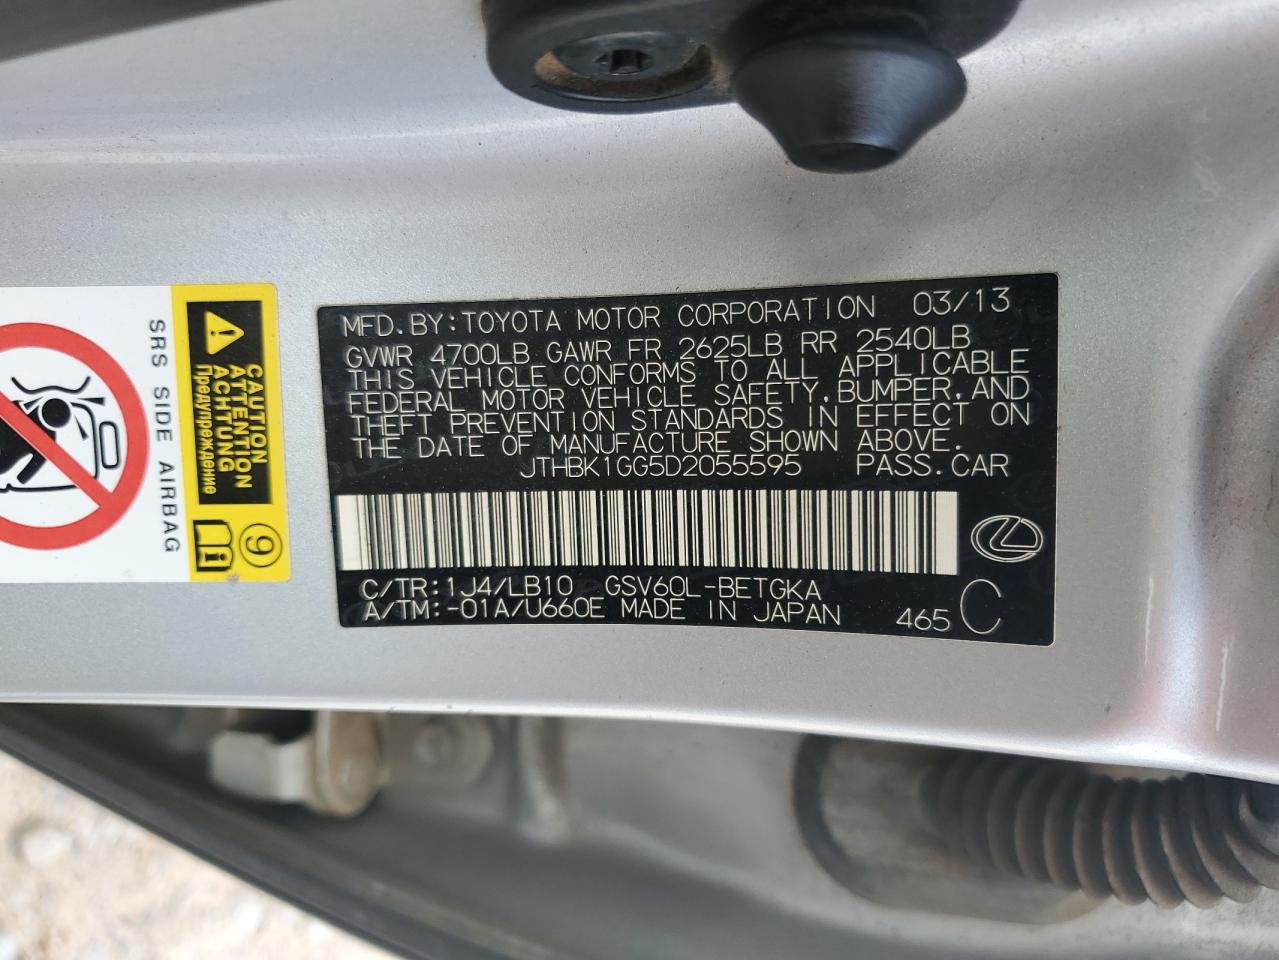 MFD. BY: TOYOTA MOTOR CORPORATION 03/13
GVWR 4700LB GAWR FR 2625LB RR 2540LB
THIS VEHICLE CONFORMS TO ALL APPLICABLE
FEDERAL MOTOR VEHICLE SAFETY, BUMPER, AND
THEFT PREVENTION STANDARDS IN EFFECT ON
THE DATE OF MANUFACTURE SHOWN ABOVE.
JTHBK1GG5D2055595 PASS. CAR
C/TR: 1J4/LB10 GSV60L-BETGKA
A/TM: -01A/U660E MADE IN JAPAN 465 C
CAUTION
ATTENTION
ACHTUNG
Предупреждение
9
SRS SIDE AIRBAG